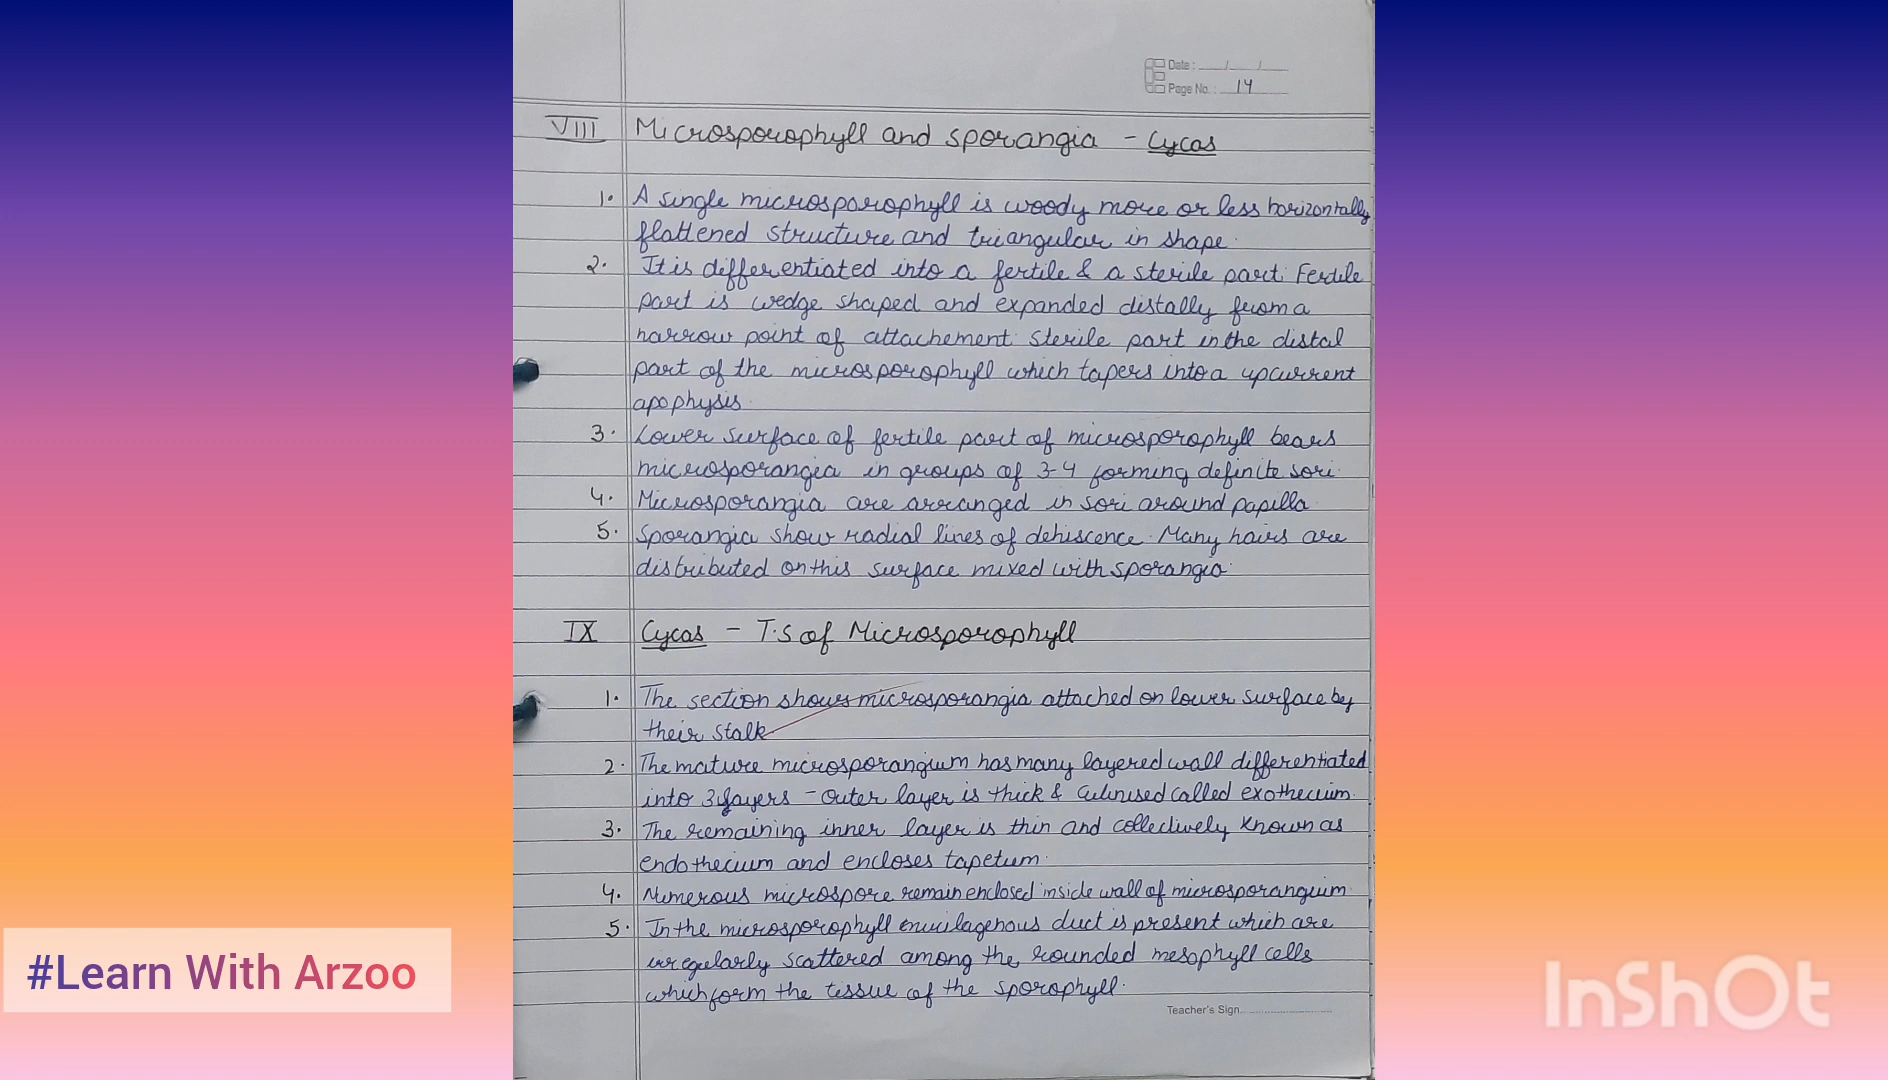 Date : / /
Page No. : 14
VIII Microsporophyll and sporangia - Cycas
1. A single microsporophyll is woody more or less horizontally
flattened structure and triangular in shape.
2. It is differentiated into a fertile & a sterile part. Fertile
part is wedge shaped and expanded distally from a
narrow point of attachement. Sterile part in the distal
part of the microsporophyll which tapers into a upcurrent
apophysis.
3. Lower surface of fertile part of microsporophyll bears
microsporangia in groups of 3-4 forming definite sori.
4. Microsporangia are arranged in sori around papilla.
5. Sporangia show radial lines of dehiscence. Many hairs are
distributed on this surface mixed with sporangia.
IX Cycas - T.S of Microsporophyll
1. The section shows microsporangia attached on lower surface by
their stalk
2. The mature microsporangium has many layered wall differentiated
into 3 layers - outer layer is thick & cutinised called exothecium.
3. The remaining inner layer is thin and collectively known as
endothecium and encloses tapetum.
4. Numerous microspore remain enclosed inside wall of microsporangium.
5. In the microsporophyll mucilagenous duct is present which are
irregularly scattered among the rounded mesophyll cells
which form the tissue of the sporophyll.
Teacher's Sign
#Learn With Arzoo
InShOt